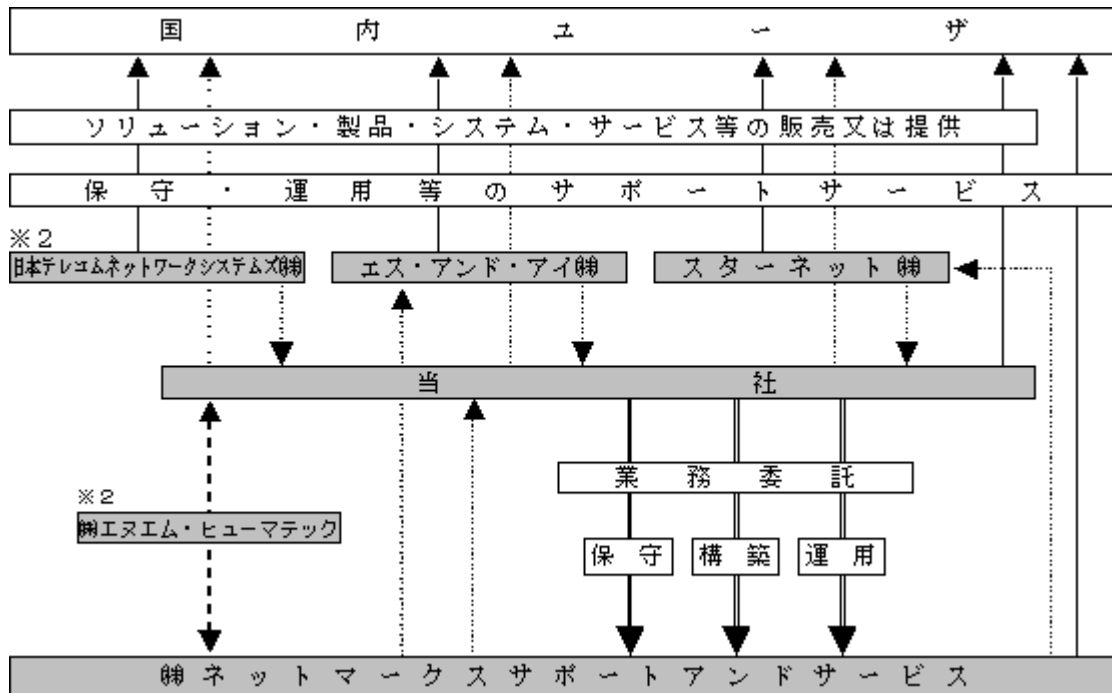 国内ユーザ
ソリューション・製品・システム・サービス等の販売又は提供
保守・運用等のサポートサービス
※2
日本テレコムネットワークシステムズ㈱
エス・アンド・アイ㈱
スターネット㈱
当社
業務委託
※2
㈱エヌエム・ヒューマテック
保守
構築
運用
㈱ネットマークスサポートアンドサービス